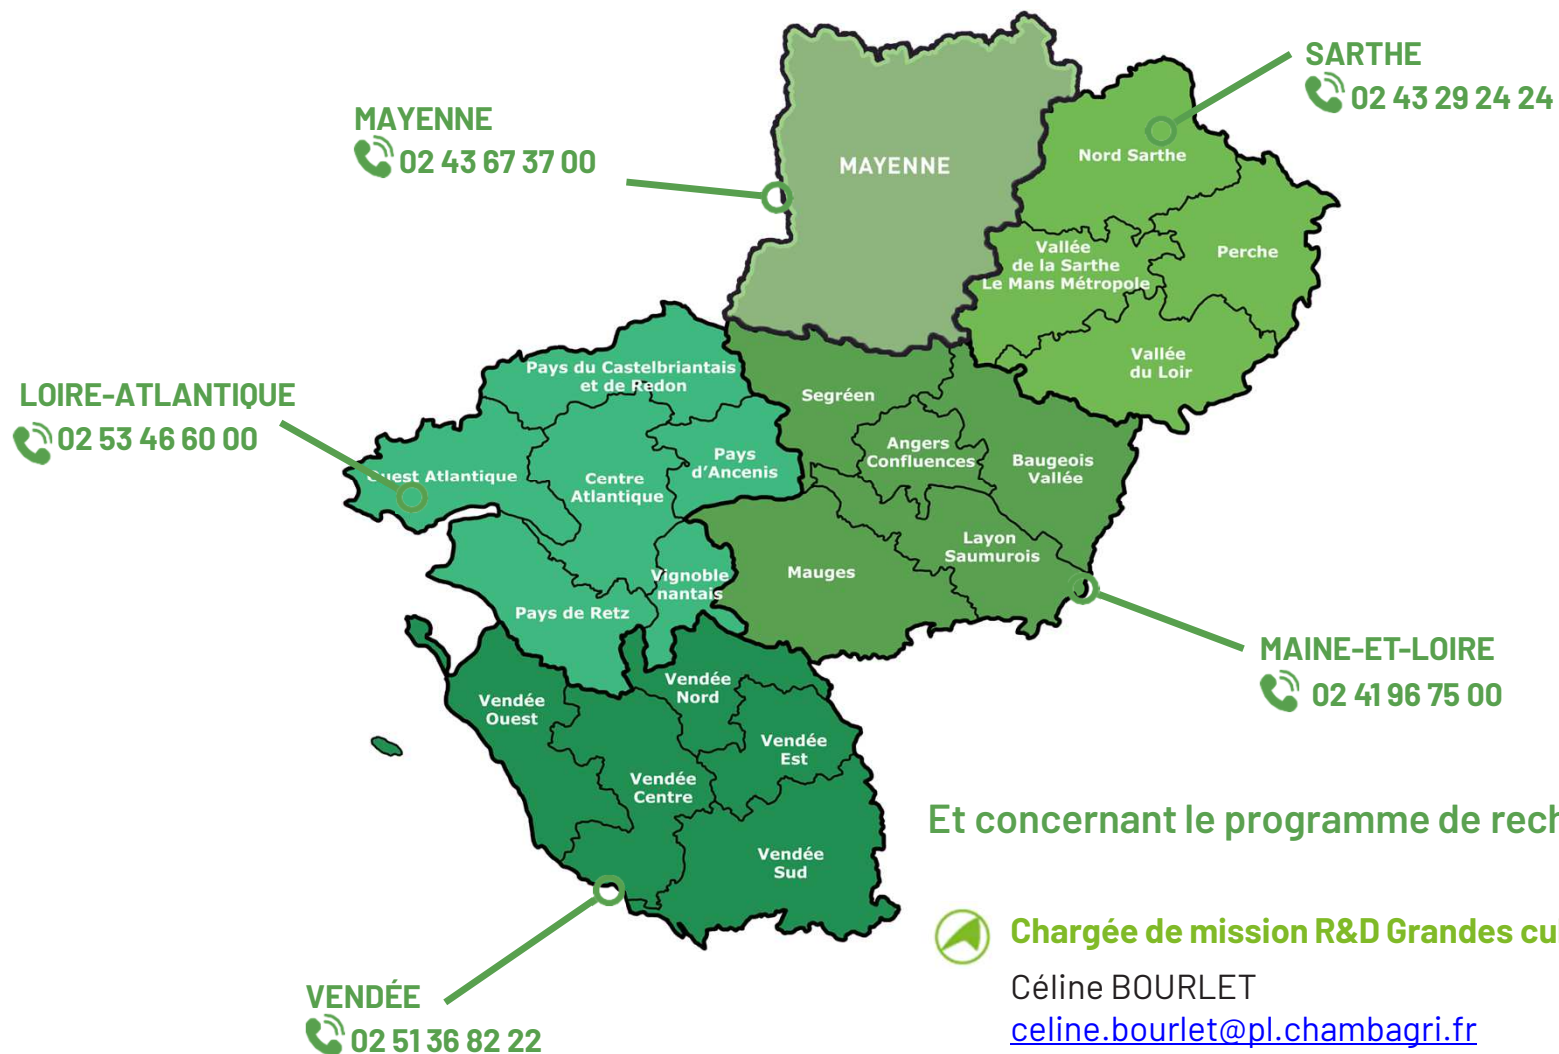 SARTHE
02 43 29 24 24
MAYENNE
02 43 67 37 00
MAYENNE
Nord Sarthe
Vallée
de la Sarthe
Le Mans Métropole
Perche
Vallée
du Loir
LOIRE-ATLANTIQUE
02 53 46 60 00
Pays du Castelbriantais
et de Redon
Ouest Atlantique
Centre
Atlantique
Pays
d'Ancenis
Vignoble
nantais
Pays de Retz
Segréen
Angers
Confluences
Baugeois
Vallée
Layon
Saumurois
Mauges
MAINE-ET-LOIRE
02 41 96 75 00
Vendée
Ouest
Vendée
Nord
Vendée
Est
Vendée
Centre
Vendée
Sud
VENDÉE
02 51 36 82 22
Et concernant le programme de rech
Chargée de mission R&D Grandes cu
Céline BOURLET
celine.bourlet@pl.chambagri.fr